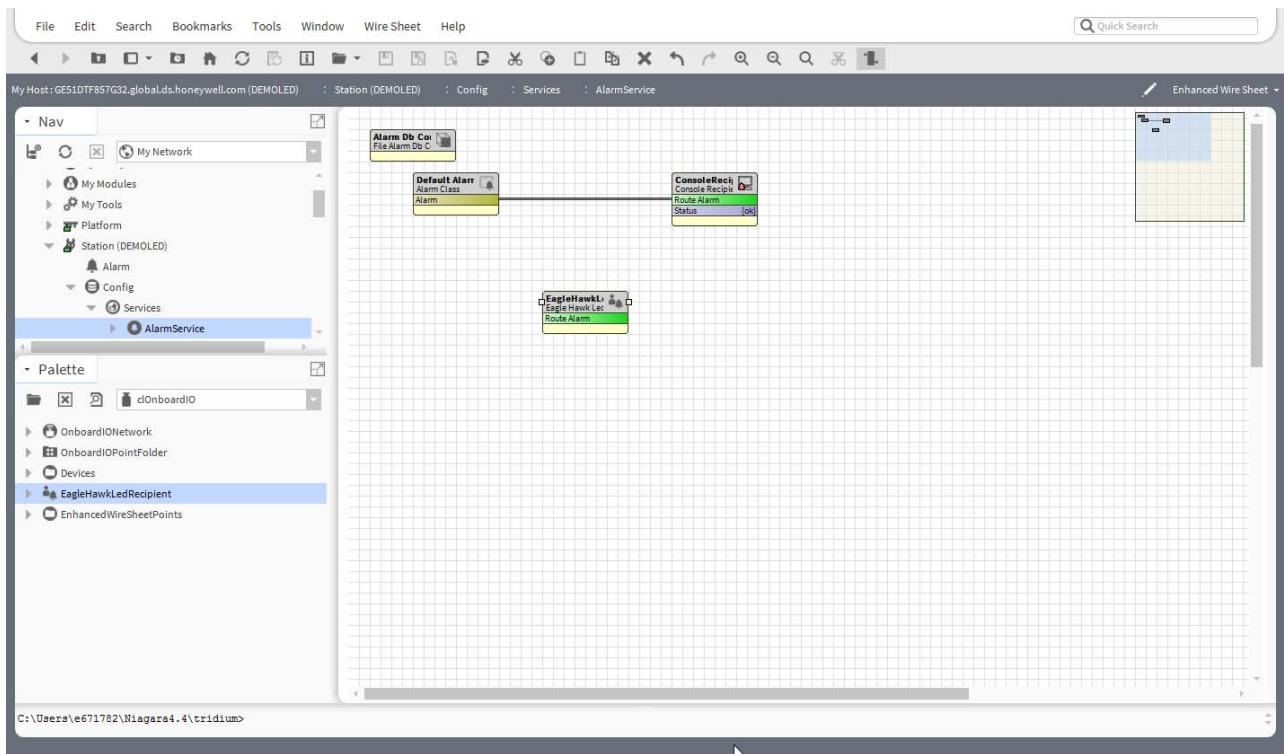 File Edit Search Bookmarks Tools Window Wire Sheet Help
Quick Search
My Host : GE51DTF857G32.global.ds.honeywell.com (DEMOLED) : Station (DEMOLED) : Config : Services : AlarmService
Enhanced Wire Sheet
Nav
My Network
My Modules
My Tools
Platform
Station (DEMOLED)
Alarm
Config
Services
AlarmService
Palette
clOnboardIO
OnboardIONetwork
OnboardIOPointFolder
Devices
EagleHawkLedRecipient
EnhancedWireSheetPoints
Alarm Db Co
File Alarm Db C
Default Alarr
Alarm Class
Alarm
ConsoleReci
Console Recipie
Route Alarm
Status [ok]
EagleHawkL
Eagle Hawk Lec
Route Alarm
C:\Users\e671782\Niagara4.4\tridium>